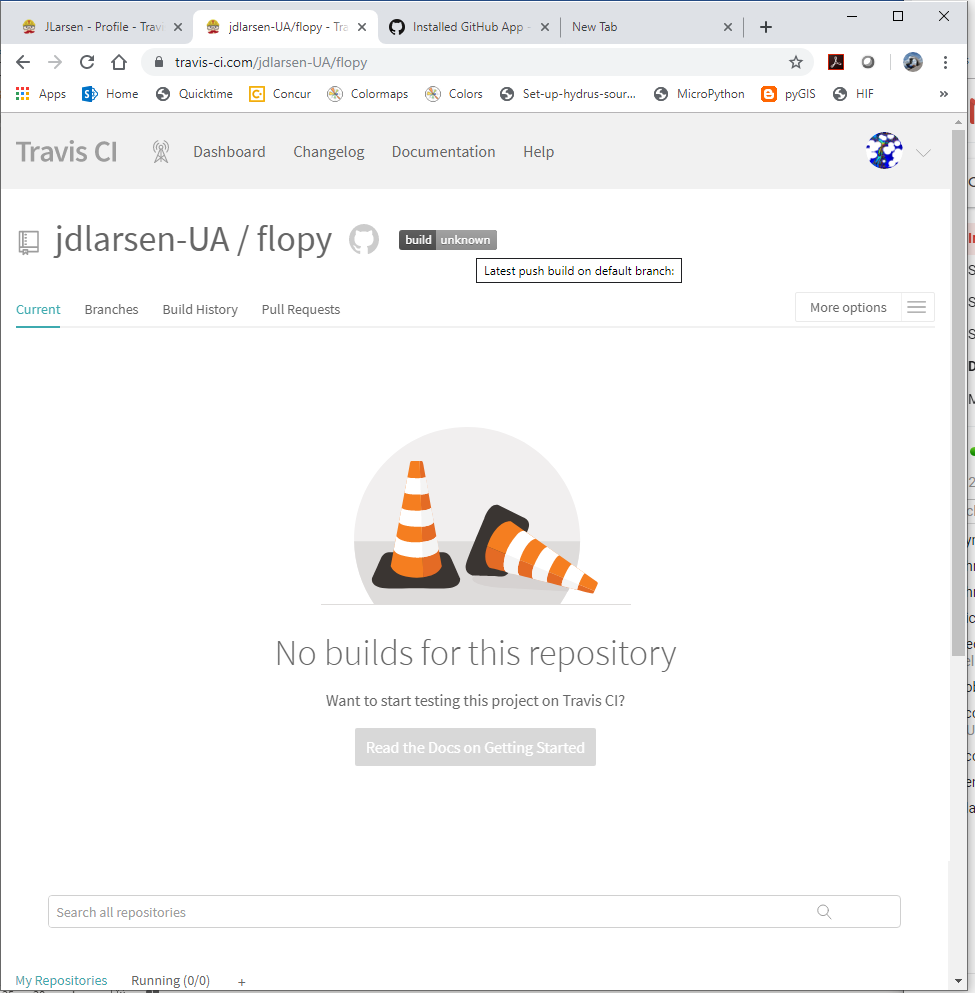 JLarsen - Profile - Travi
jdlarsen-UA/flopy - Tra
Installed GitHub App -
New Tab
travis-ci.com/jdlarsen-UA/flopy
Apps Home Quicktime Concur Colormaps Colors Set-up-hydrus-sour... MicroPython pyGIS HIF »
Travis CI Dashboard Changelog Documentation Help
jdlarsen-UA / flopy build unknown
Latest push build on default branch:
Current Branches Build History Pull Requests More options
No builds for this repository
Want to start testing this project on Travis CI?
Read the Docs on Getting Started
Search all repositories
My Repositories Running (0/0) +